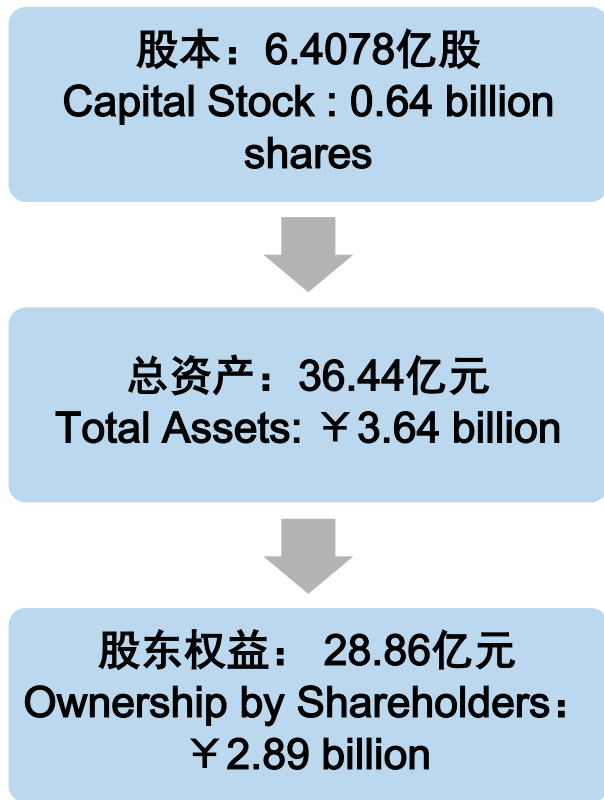 股本：6.4078亿股
Capital Stock : 0.64 billion
shares
总资产：36.44亿元
Total Assets: ￥3.64 billion
股东权益： 28.86亿元
Ownership by Shareholders：
￥2.89 billion